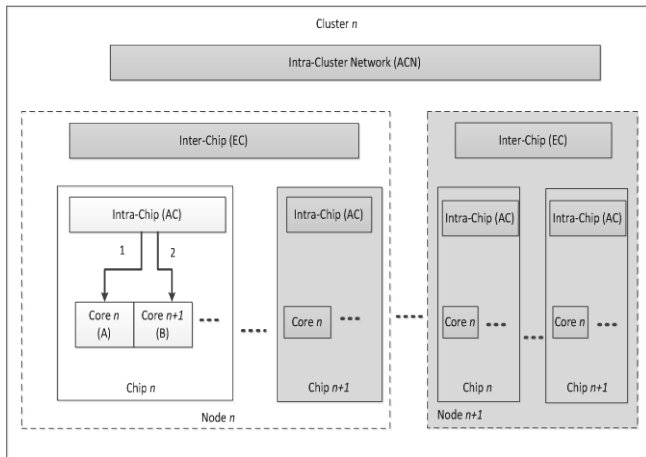 Cluster n
Intra-Cluster Network (ACN)
Inter-Chip (EC)
Inter-Chip (EC)
Intra-Chip (AC)
Intra-Chip (AC)
Intra-Chip (AC)
Intra-Chip (AC)
1
2
Core n
(A)
Core n+1
(B)
Core n
Core n
Core n
Chip n
Chip n+1
Chip n
Chip n+1
Node n
Node n+1